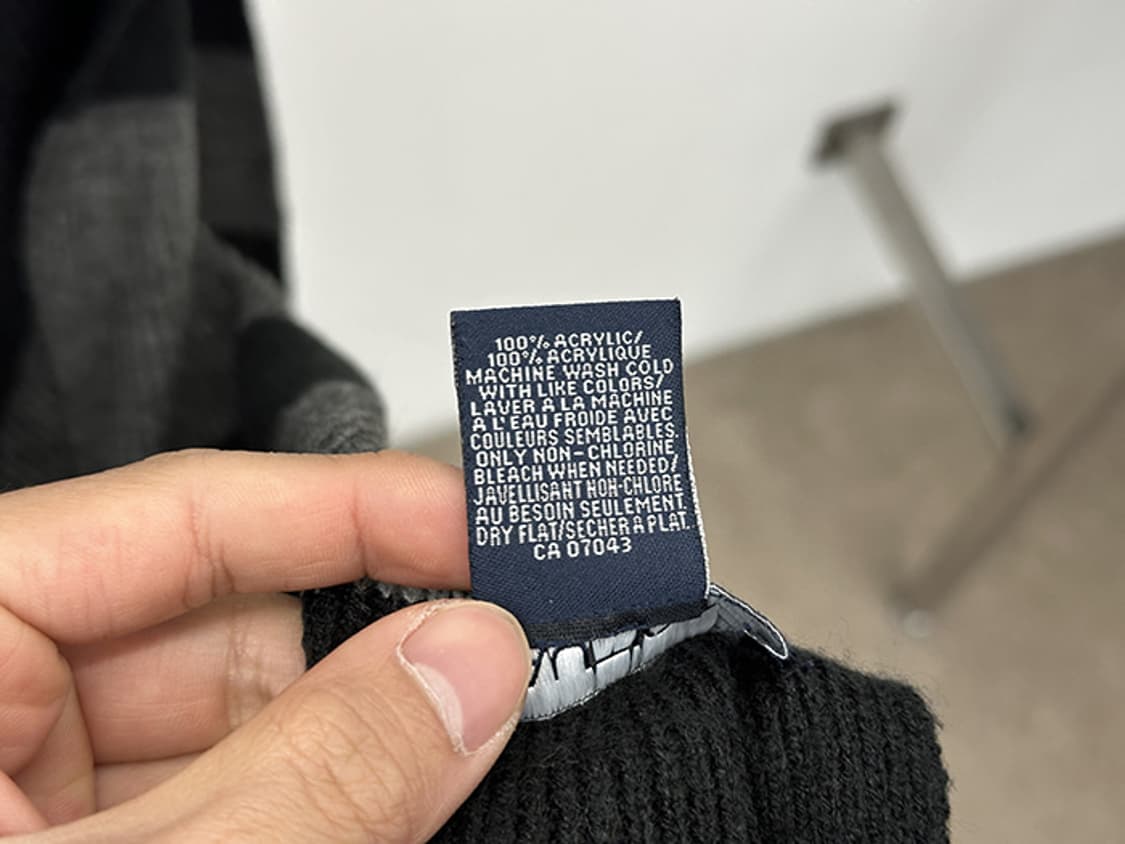 100% ACRYLIC/
100% ACRYLIQUE
MACHINE WASH COLD
WITH LIKE COLORS/
LAVER A LA MACHINE
A L'EAU FROIDE AVEC
COULEURS SEMBLABLES.
ONLY NON-CHLORINE
BLEACH WHEN NEEDED/
JAVELLISANT NON-CHLORE
AU BESOIN SEULEMENT.
DRY FLAT/SECHER A PLAT.
CA 07043